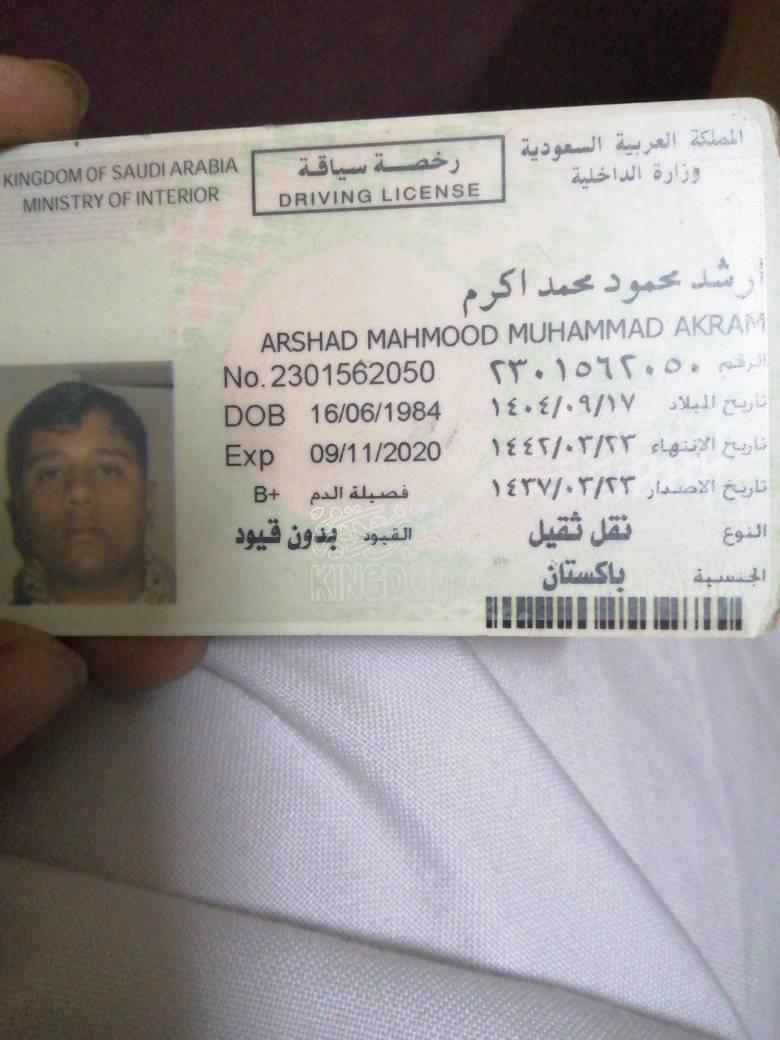 KINGDOM OF SAUDI ARABIA
MINISTRY OF INTERIOR
رخصة سياقة
DRIVING LICENSE
المملكة العربية السعودية
وزارة الداخلية
ارشد محمود محمد اكرم
ARSHAD MAHMOOD MUHAMMAD AKRAM
No. 2301562050 الرقم ٢٣٠١٥٦٢٠٥٠
DOB 16/06/1984 تاريخ الميلاد ١٤٠٤/٠٩/١٧
Exp 09/11/2020 تاريخ الإنتهاء ١٤٤٢/٠٣/٢٣
B+ فصيلة الدم تاريخ الاصدار ١٤٣٧/٠٣/٢٣
النوع نقل ثقيل القيود بدون قيود
الجنسية باكستان
KINGDOM